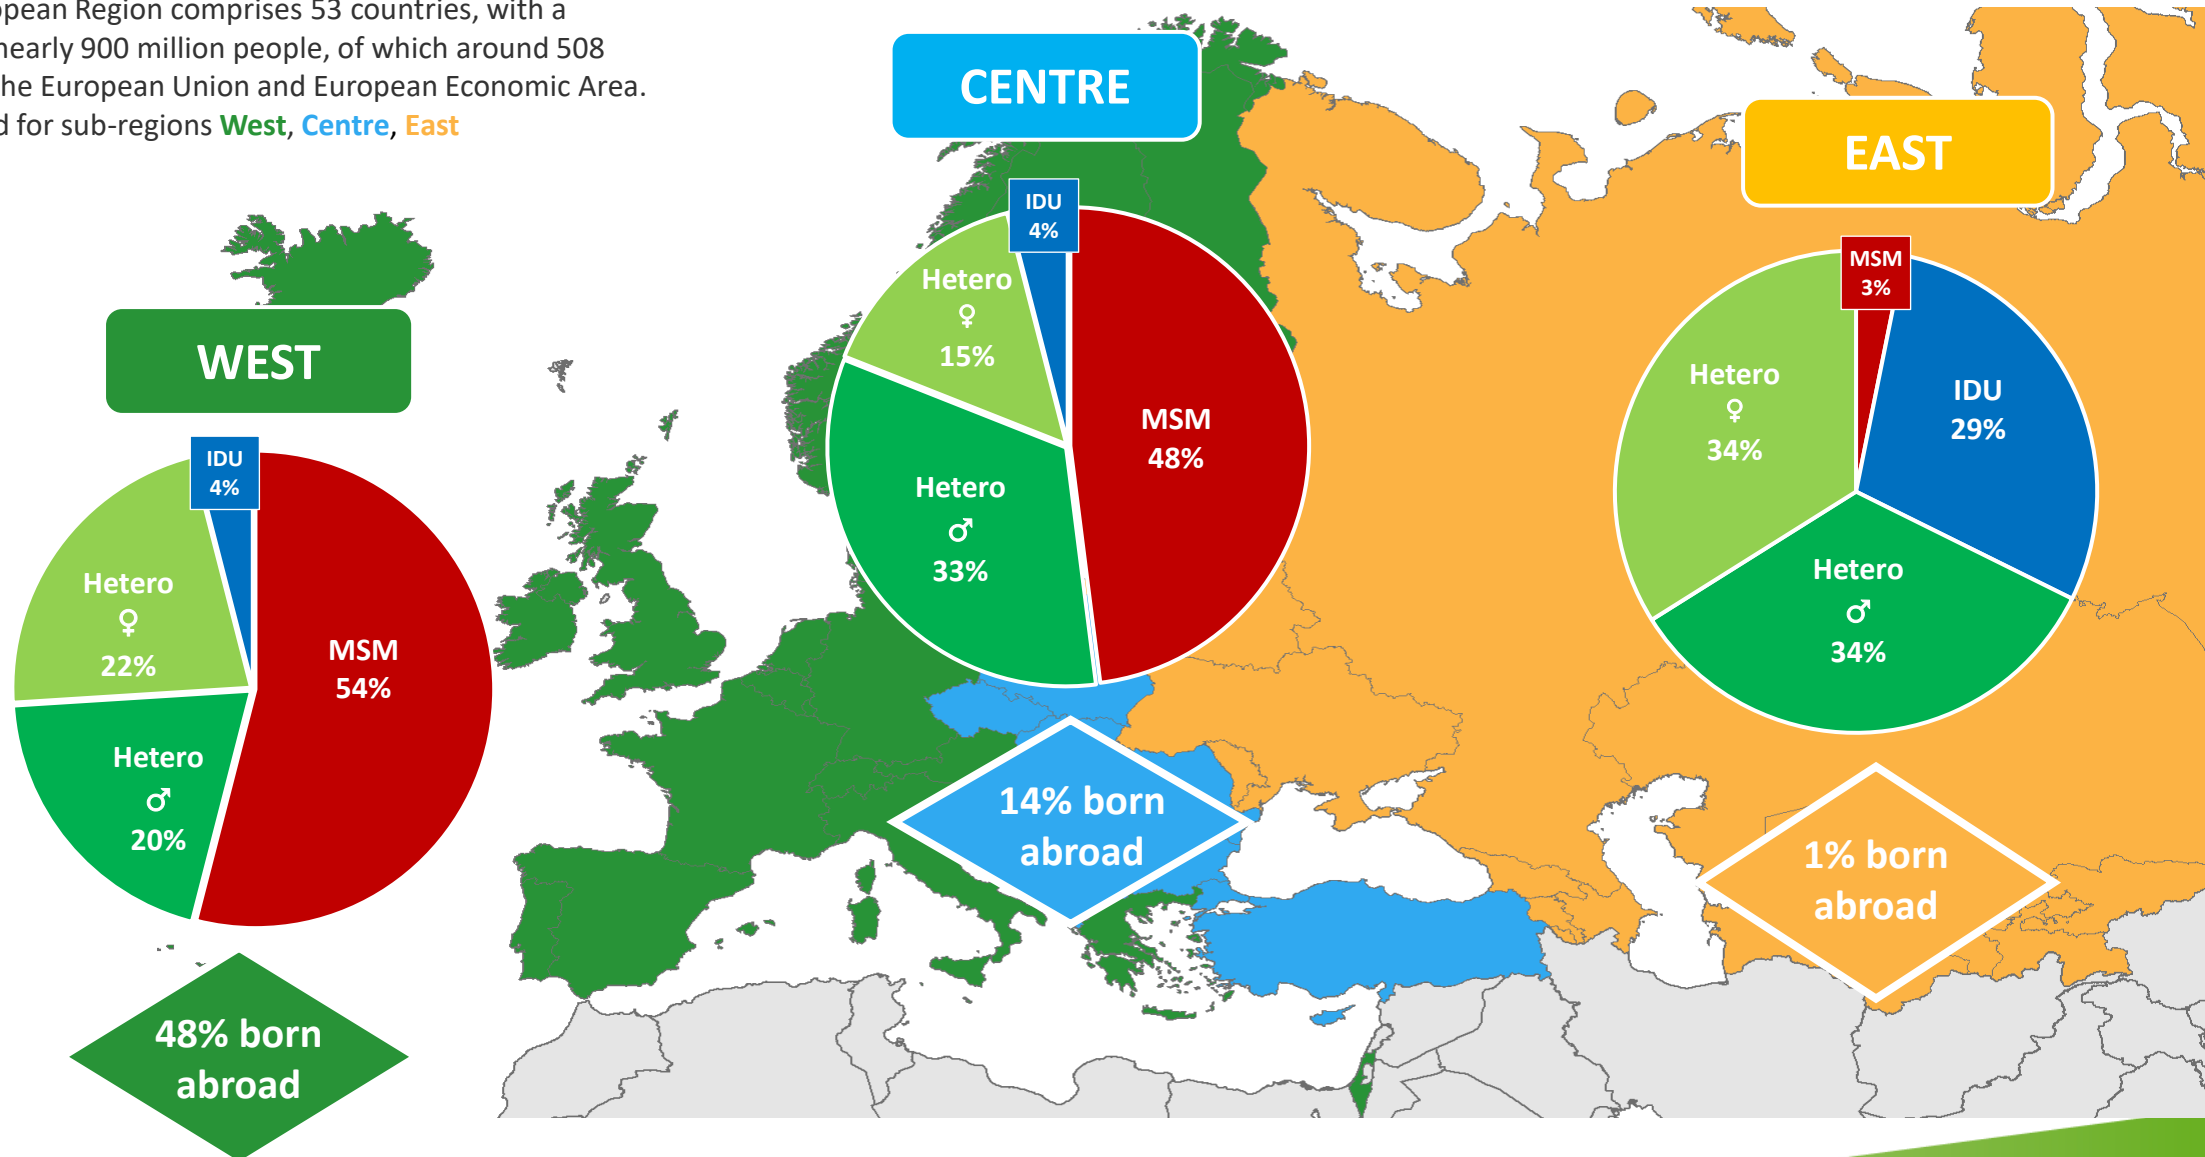 opean Region comprises 53 countries, with a
nearly 900 million people, of which around 508
he European Union and European Economic Area.
d for sub-regions West, Centre, East
CENTRE
EAST
WEST
IDU
4%
Hetero
♀
15%
MSM
48%
Hetero
♂
33%
MSM
3%
IDU
29%
Hetero
♀
34%
Hetero
♂
34%
IDU
4%
Hetero
♀
22%
MSM
54%
Hetero
♂
20%
14% born
abroad
1% born
abroad
48% born
abroad